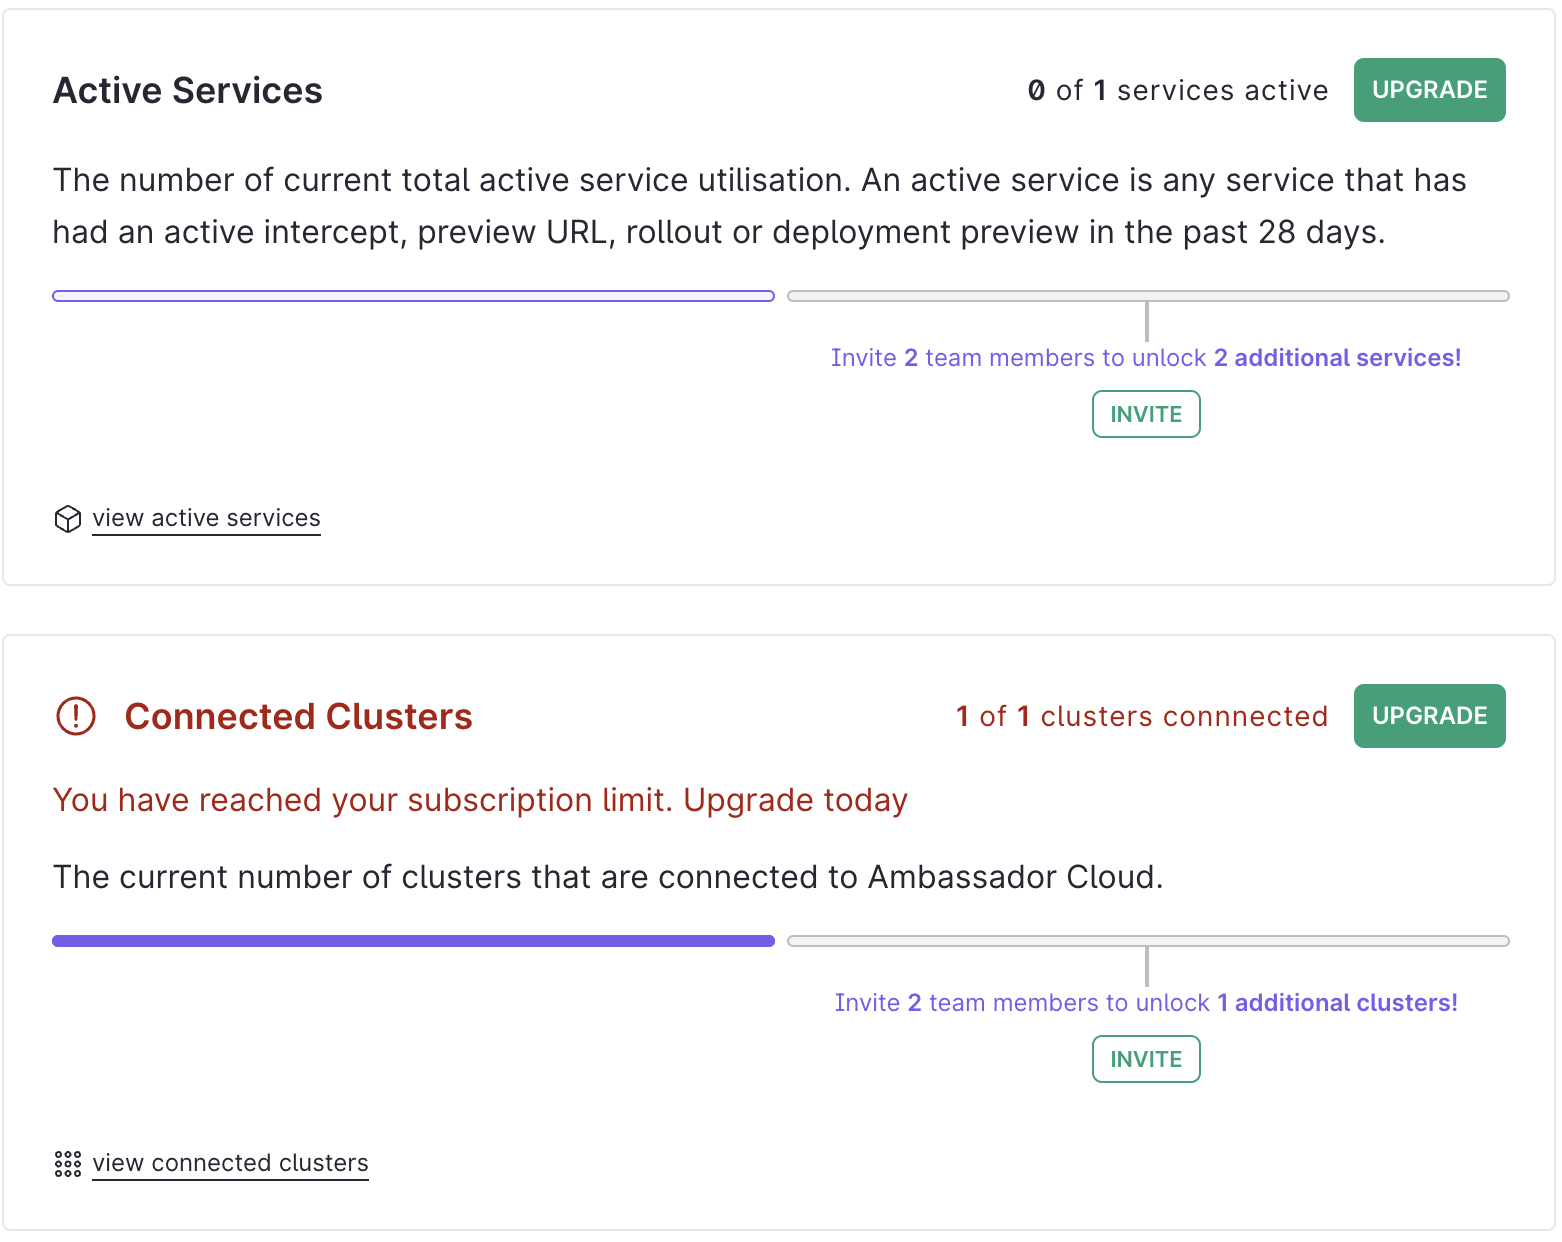 Active Services
0 of 1 services active
UPGRADE
The number of current total active service utilisation. An active service is any service that has
had an active intercept, preview URL, rollout or deployment preview in the past 28 days.
Invite 2 team members to unlock 2 additional services!
INVITE
view active services
Connected Clusters
1 of 1 clusters connnected
UPGRADE
You have reached your subscription limit. Upgrade today
The current number of clusters that are connected to Ambassador Cloud.
Invite 2 team members to unlock 1 additional clusters!
INVITE
view connected clusters